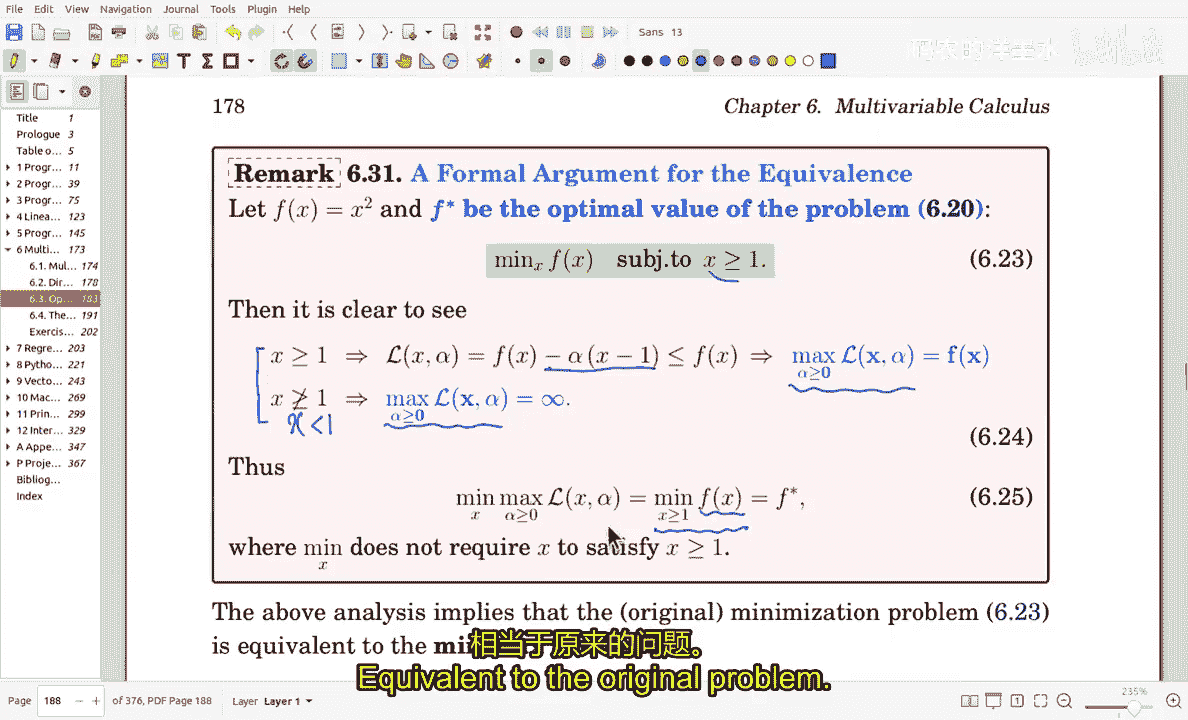 File Edit View Navigation Journal Tools Plugin Help
Sans 13
178 Chapter 6. Multivariable Calculus
Title 1
Prologue 3
Table o... 5
1 Progr... 11
2 Progr... 39
3 Progr... 75
4 Linea... 123
5 Progr... 145
6 Multi... 173
6.1. Mul... 174
6.2. Dir... 178
6.3. Op... 183
6.4. The... 191
Exercis... 202
7 Regre... 203
8 Pytho... 221
9 Vecto... 243
10 Mac... 269
11 Prin... 299
12 Inter... 329
A Appe... 347
P Proje... 367
Bibliog...
Index
Remark 6.31. A Formal Argument for the Equivalence
Let f(x) = x² and f* be the optimal value of the problem (6.20):
minₓ f(x) subj.to x ≥ 1. (6.23)
Then it is clear to see
x ≥ 1 ⇒ ℒ(x, α) = f(x) − α(x − 1) ≤ f(x) ⇒ max α≥0 ℒ(x, α) = f(x)
x ≱ 1 ⇒ max α≥0 ℒ(x, α) = ∞.
x < 1
(6.24)
Thus
min x max α≥0 ℒ(x, α) = min x≥1 f(x) = f*, (6.25)
where min x does not require x to satisfy x ≥ 1.
The above analysis implies that the (original) minimization problem (6.23)
is equivalent to the
相当于原来的问题。
Equivalent to the original problem.
Page 188 of 376, PDF Page 188 Layer Layer 1 235%